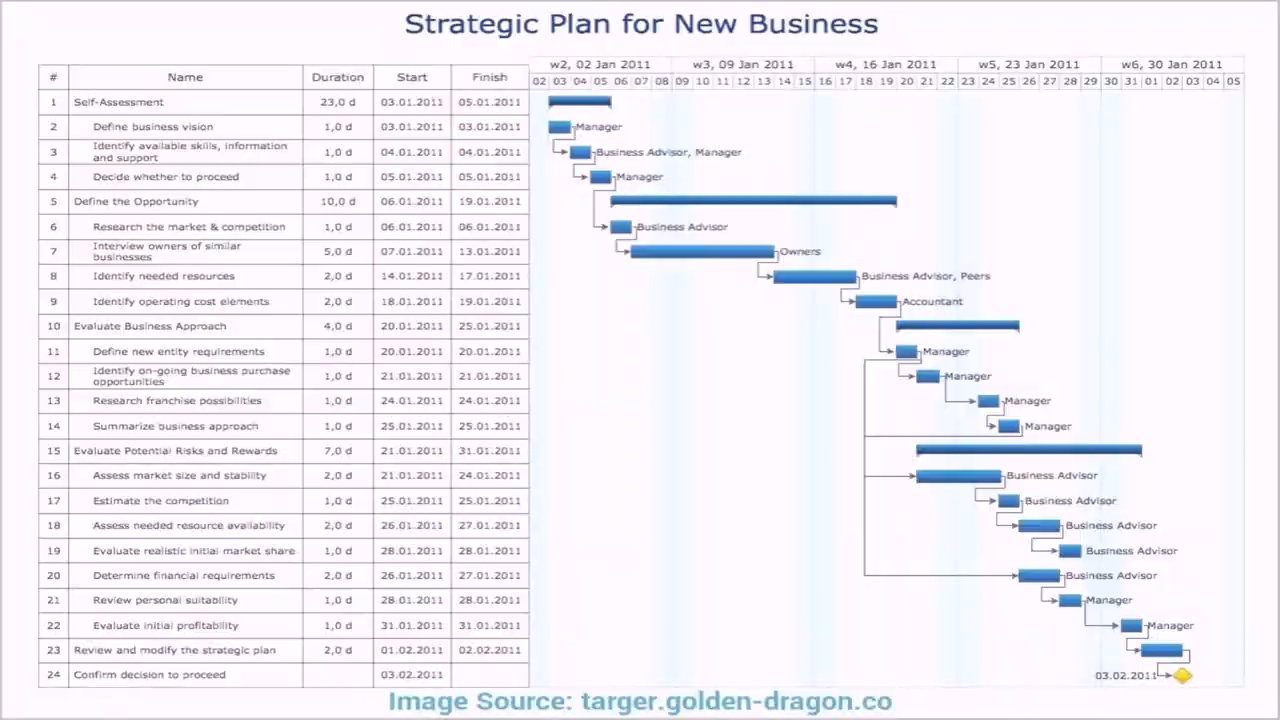 Strategic Plan for New Business
# Name Duration Start Finish
w2, 02 Jan 2011 w3, 09 Jan 2011 w4, 16 Jan 2011 w5, 23 Jan 2011 w6, 30 Jan 2011
02 03 04 05 06 07 08 09 10 11 12 13 14 15 16 17 18 19 20 21 22 23 24 25 26 27 28 29 30 31 01 02 03 04 05
1 Self-Assessment 23,0 d 03.01.2011 05.01.2011
2 Define business vision 1,0 d 03.01.2011 03.01.2011 Manager
3 Identify available skills, information
and support 1,0 d 04.01.2011 04.01.2011 Business Advisor, Manager
4 Decide whether to proceed 1,0 d 05.01.2011 05.01.2011 Manager
5 Define the Opportunity 10,0 d 06.01.2011 19.01.2011
6 Research the market & competition 1,0 d 06.01.2011 06.01.2011 Business Advisor
7 Interview owners of similar
businesses 5,0 d 07.01.2011 13.01.2011 Owners
8 Identify needed resources 2,0 d 14.01.2011 17.01.2011 Business Advisor, Peers
9 Identify operating cost elements 2,0 d 18.01.2011 19.01.2011 Accountant
10 Evaluate Business Approach 4,0 d 20.01.2011 25.01.2011
11 Define new entity requirements 1,0 d 20.01.2011 20.01.2011 Manager
12 Identify on-going business purchase
opportunities 1,0 d 21.01.2011 21.01.2011 Manager
13 Research franchise possibilities 1,0 d 24.01.2011 24.01.2011 Manager
14 Summarize business approach 1,0 d 25.01.2011 25.01.2011 Manager
15 Evaluate Potential Risks and Rewards 7,0 d 21.01.2011 31.01.2011
16 Assess market size and stability 2,0 d 21.01.2011 24.01.2011 Business Advisor
17 Estimate the competition 1,0 d 25.01.2011 25.01.2011 Business Advisor
18 Assess needed resource availability 2,0 d 26.01.2011 27.01.2011 Business Advisor
19 Evaluate realistic initial market share 1,0 d 28.01.2011 28.01.2011 Business Advisor
20 Determine financial requirements 2,0 d 26.01.2011 27.01.2011 Business Advisor
21 Review personal suitability 1,0 d 28.01.2011 28.01.2011 Manager
22 Evaluate initial profitability 1,0 d 31.01.2011 31.01.2011 Manager
23 Review and modify the strategic plan 2,0 d 01.02.2011 02.02.2011
24 Confirm decision to proceed 03.02.2011 03.02.2011
Image Source: targer.golden-dragon.co